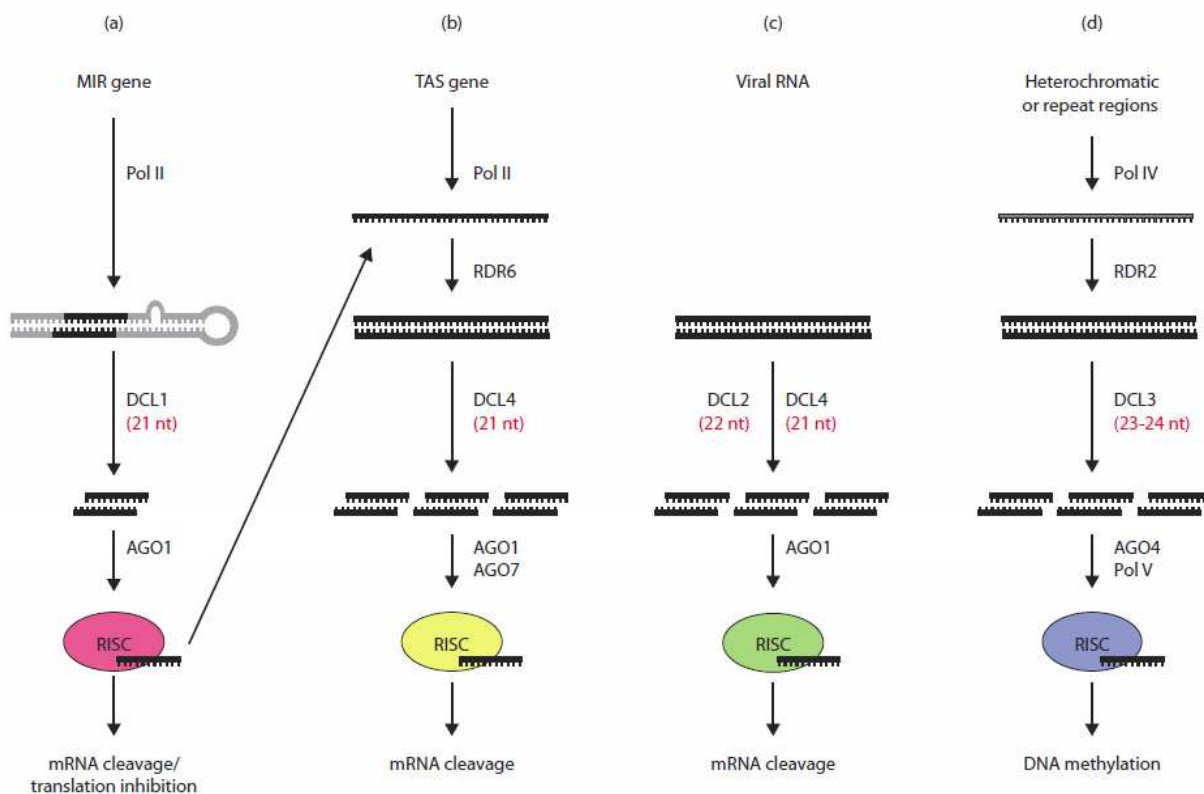 (a)
MIR gene
Pol II
DCL1
(21 nt)
AGO1
RISC
mRNA cleavage/
translation inhibition
(b)
TAS gene
Pol II
RDR6
DCL4
(21 nt)
AGO1
AGO7
RISC
mRNA cleavage
(c)
Viral RNA
DCL2
(22 nt)
DCL4
(21 nt)
AGO1
RISC
mRNA cleavage
(d)
Heterochromatic
or repeat regions
Pol IV
RDR2
DCL3
(23-24 nt)
AGO4
Pol V
RISC
DNA methylation